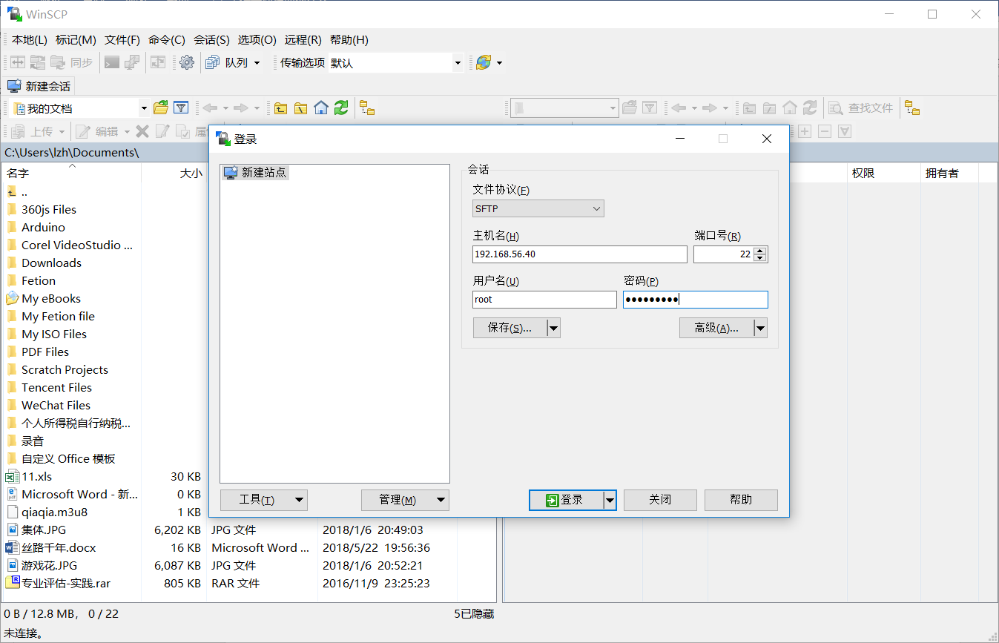 WinSCP
本地(L) 标记(M) 文件(F) 命令(C) 会话(S) 选项(O) 远程(R) 帮助(H)
同步 队列 传输选项 默认
新建会话
我的文档 查找文件
上传 编辑
C:\Users\lzh\Documents\
名字 大小 权限 拥有者
..
360js Files
Arduino
Corel VideoStudio ...
Downloads
Fetion
My eBooks
My Fetion file
My ISO Files
PDF Files
Scratch Projects
Tencent Files
WeChat Files
个人所得税自行纳税...
录音
自定义 Office 模板
11.xls 30 KB
Microsoft Word - 新... 0 KB
qiaqia.m3u8 1 KB
集体.JPG 6,202 KB JPG 文件 2018/1/6 20:49:03
丝路千年.docx 16 KB Microsoft Word ... 2018/5/22 19:56:36
游戏花.JPG 6,087 KB JPG 文件 2018/1/6 20:52:21
专业评估-实践.rar 805 KB RAR 文件 2016/11/9 23:25:23
登录
新建站点
会话
文件协议(F)
SFTP
主机名(H) 端口号(R)
192.168.56.40 22
用户名(U) 密码(P)
root ●●●●●●●●●
保存(S)... 高级(A)...
工具(T) 管理(M) 登录 关闭 帮助
0 B / 12.8 MB， 0 / 22 5已隐藏
未连接。